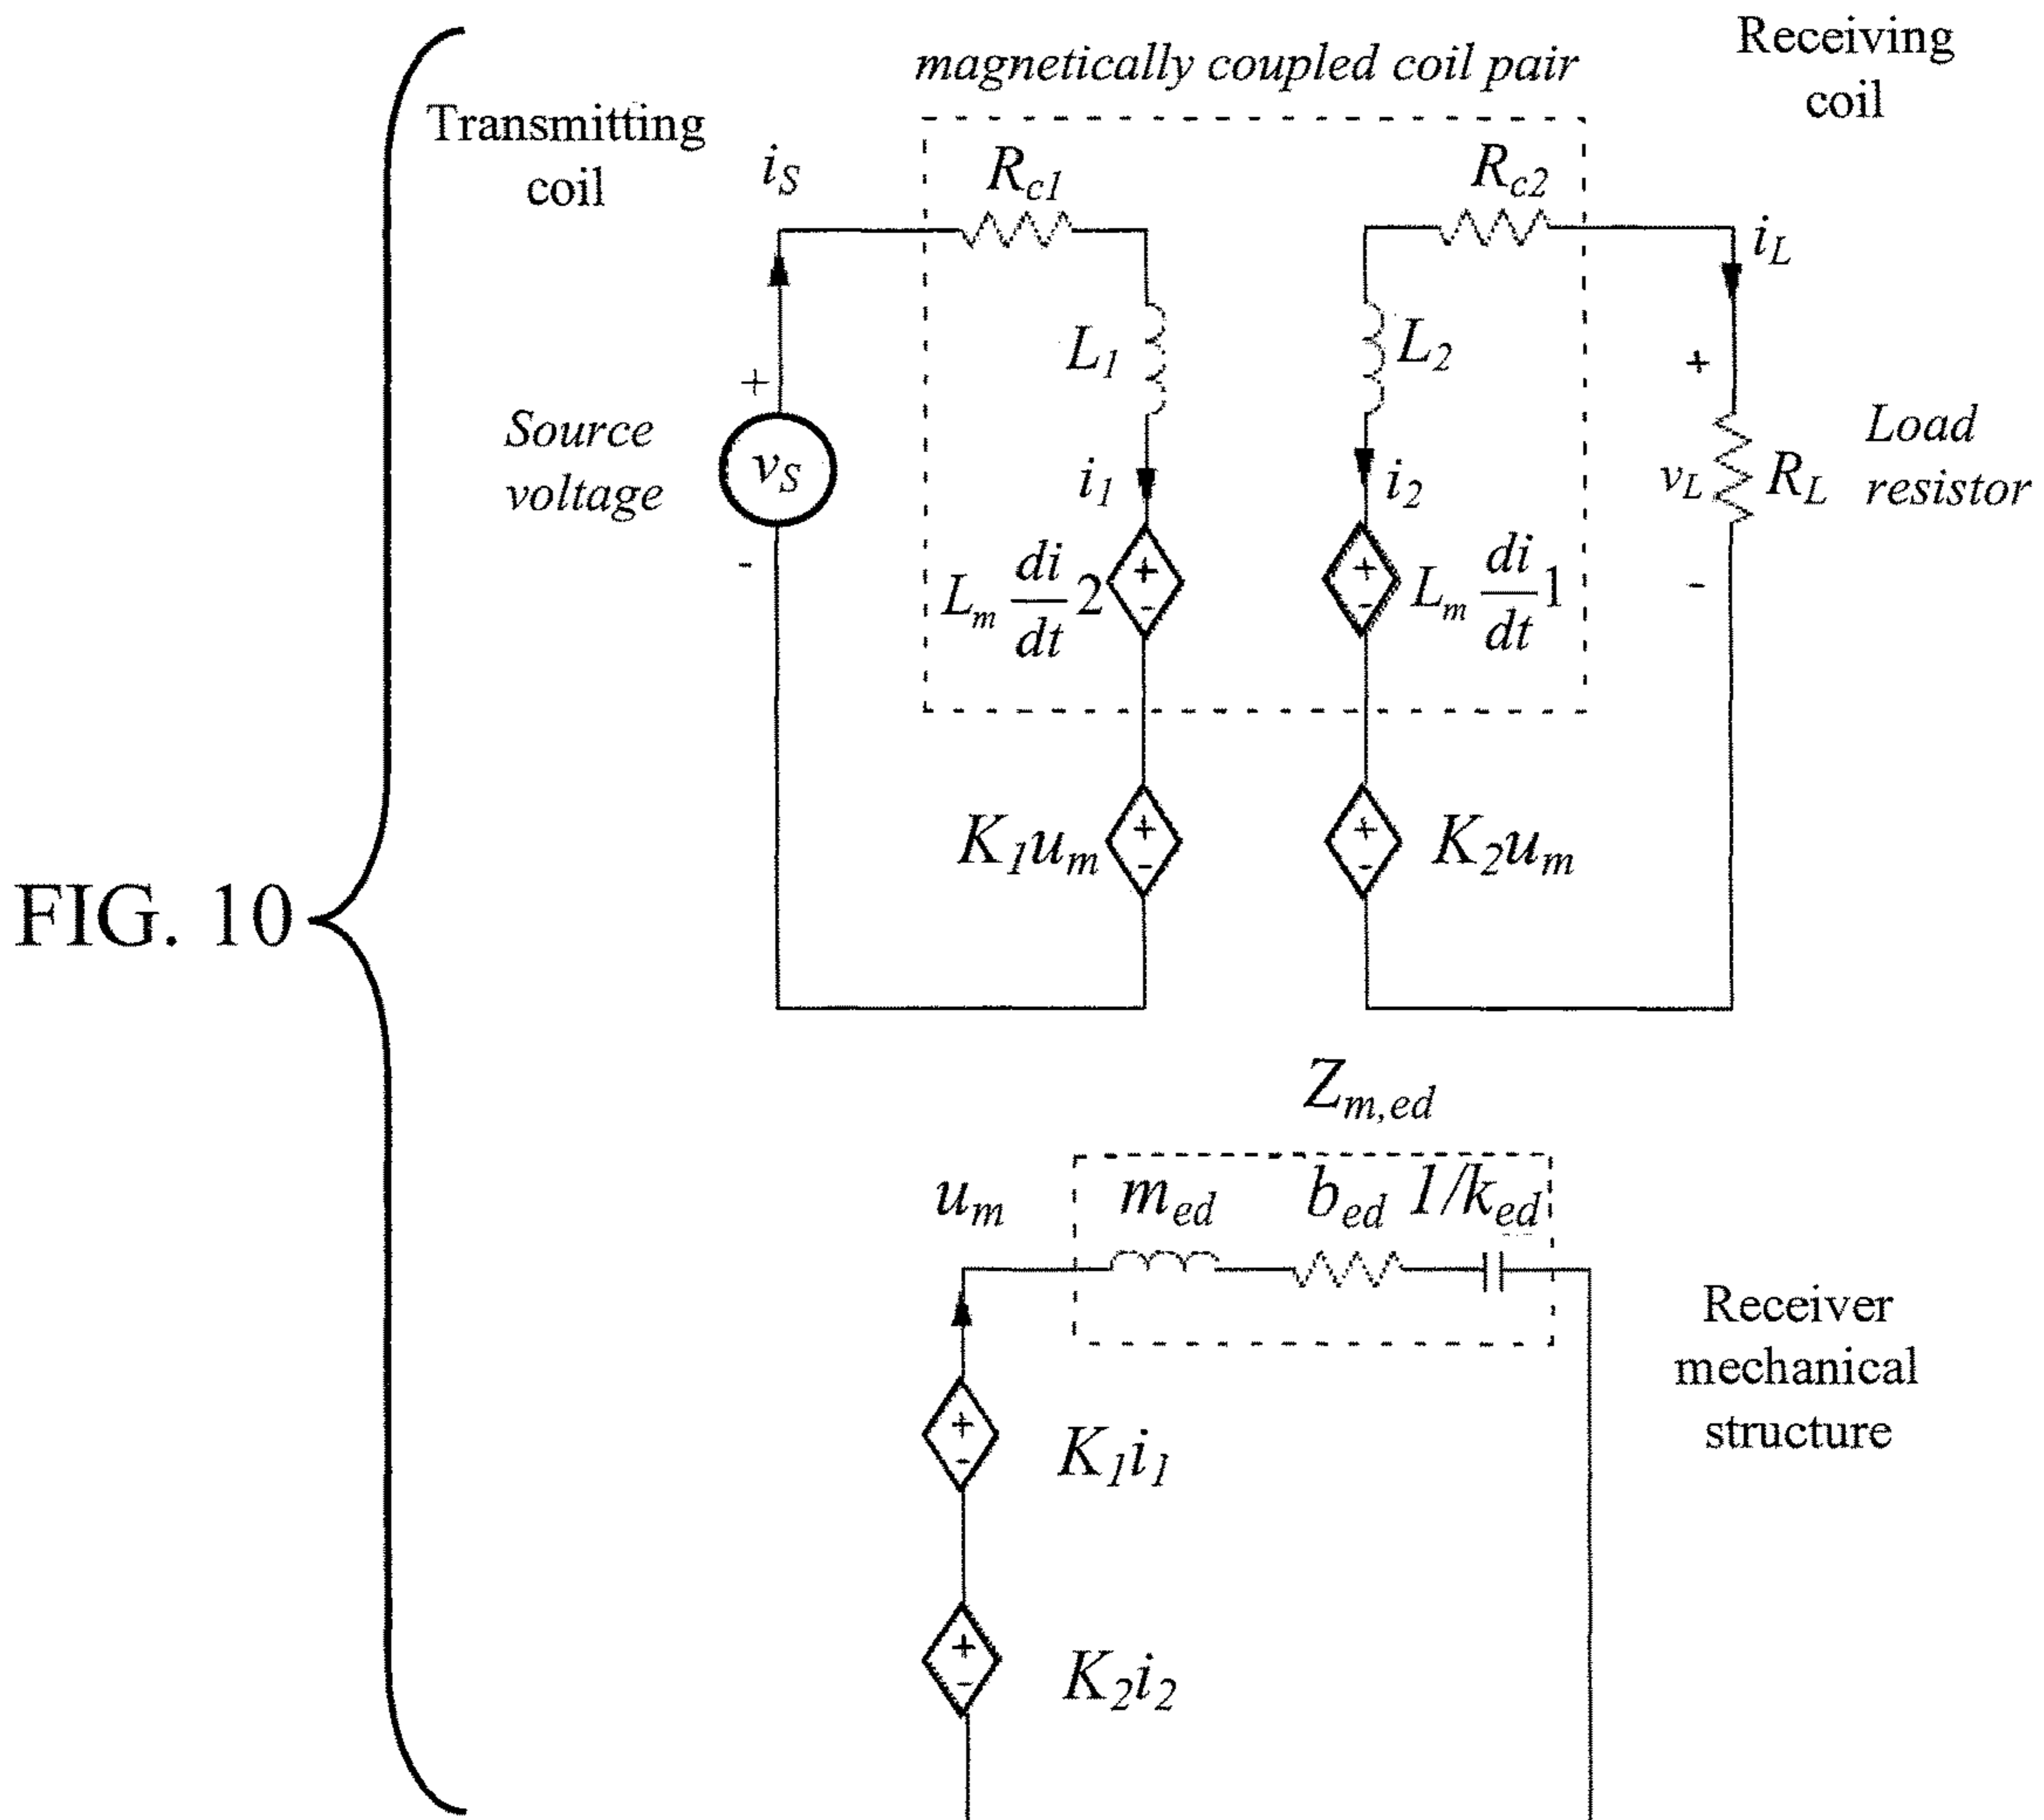 FIG. 10
Transmitting
coil
magnetically coupled coil pair
Receiving
coil
i_S
R_c1
R_c2
i_L
L_1
L_2
+
-
Source
voltage
v_S
i_1
i_2
+
-
v_L
R_L
Load
resistor
L_m di/dt 2
+
-
+
-
L_m di/dt 1
K_1u_m
+
-
+
-
K_2u_m
Z_m,ed
u_m
m_ed
b_ed
1/k_ed
Receiver
mechanical
structure
+
-
K_1i_1
+
-
K_2i_2